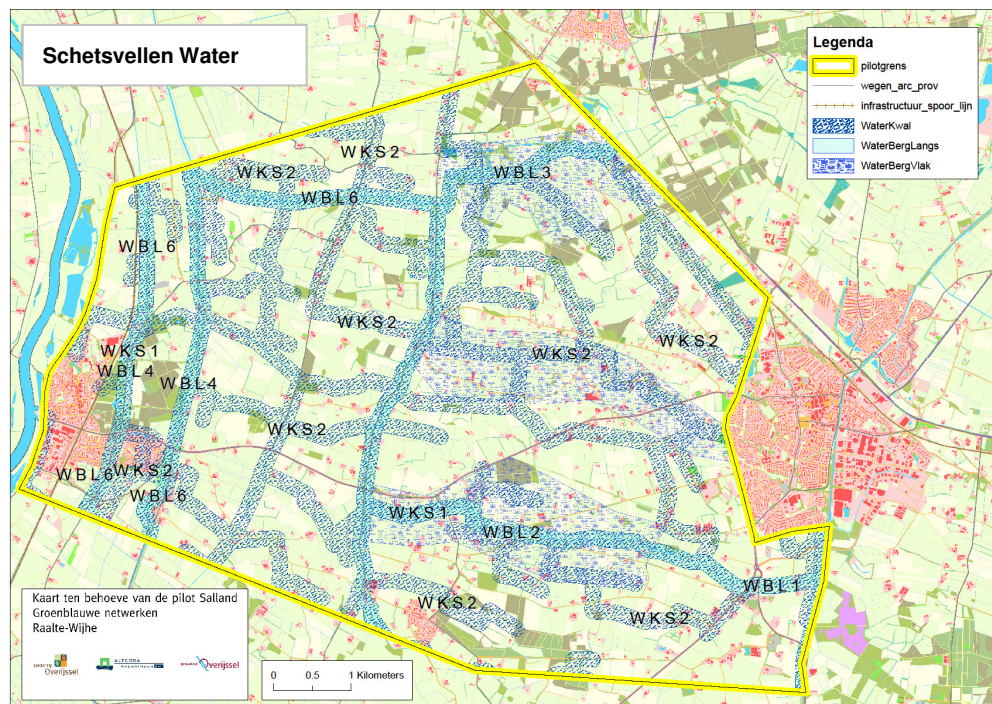 Schetsvellen Water
Legenda
pilotgrens
wegen_arc_prov
infrastructuur_spoor_lijn
WaterKwal
WaterBergLangs
WaterBergVlak
WKS2
WKS2
WBL3
WBL6
WBL6
WKS2
WKS1
WKS2
WKS2
WBL4
WBL4
WKS2
WBL6
WKS2
WBL6
WKS1
WBL2
WBL1
WKS2
WKS2
Kaart ten behoeve van de pilot Salland
Groenblauwe netwerken
Raalte-Wijhe
Overijssel
ALTERRA
provincie Overijssel
0 0.5 1 Kilometers